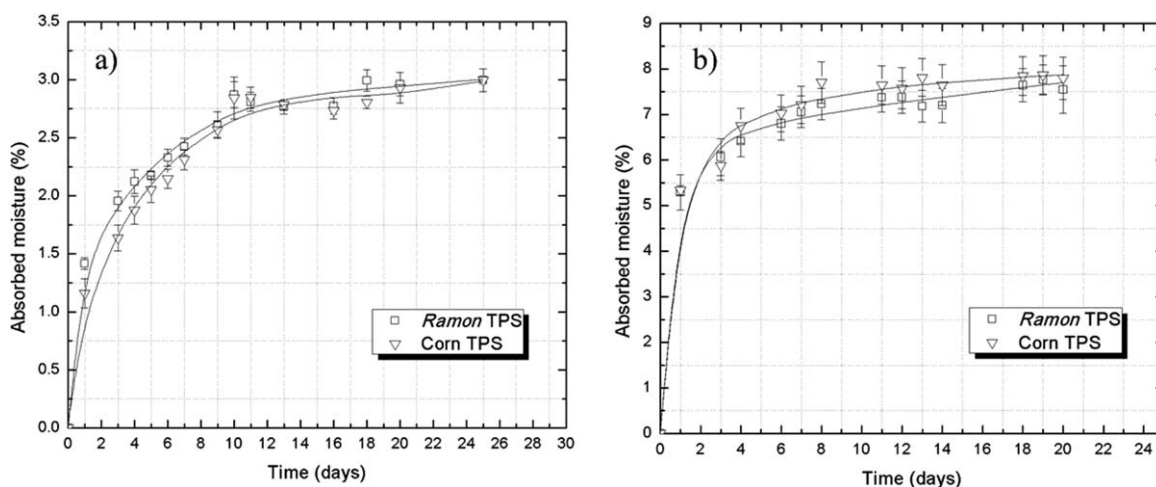 a)
3.5
3.0
2.5
2.0
1.5
1.0
0.5
0.0
Absorbed moisture (%)
0 2 4 6 8 10 12 14 16 18 20 22 24 26 28 30
Time (days)
Ramon TPS
Corn TPS
b)
9
8
7
6
5
4
3
2
1
0
Absorbed moisture (%)
0 2 4 6 8 10 12 14 16 18 20 22 24
Time (days)
Ramon TPS
Corn TPS